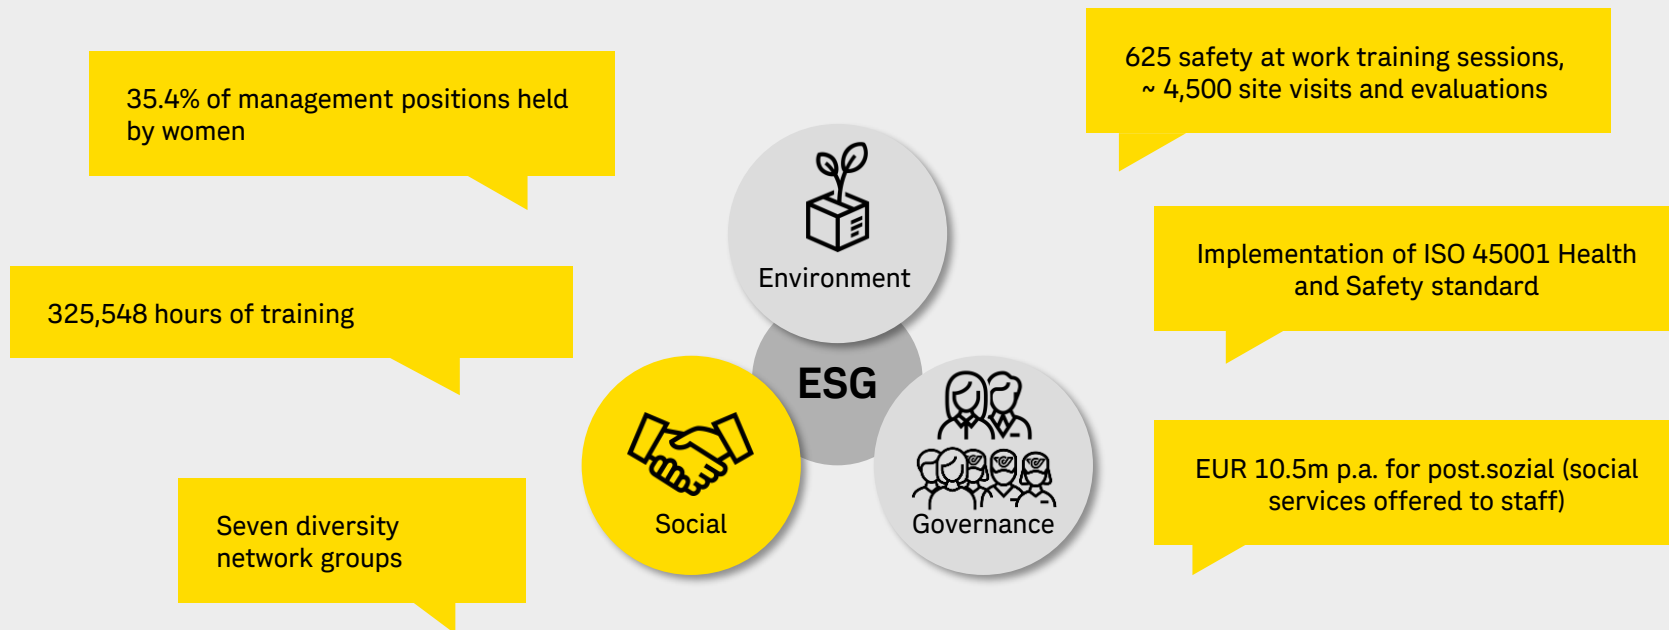 35.4% of management positions held
by women
325,548 hours of training
Seven diversity
network groups
Environment
ESG
Social
Governance
625 safety at work training sessions,
~ 4,500 site visits and evaluations
Implementation of ISO 45001 Health
and Safety standard
EUR 10.5m p.a. for post.sozial (social
services offered to staff)